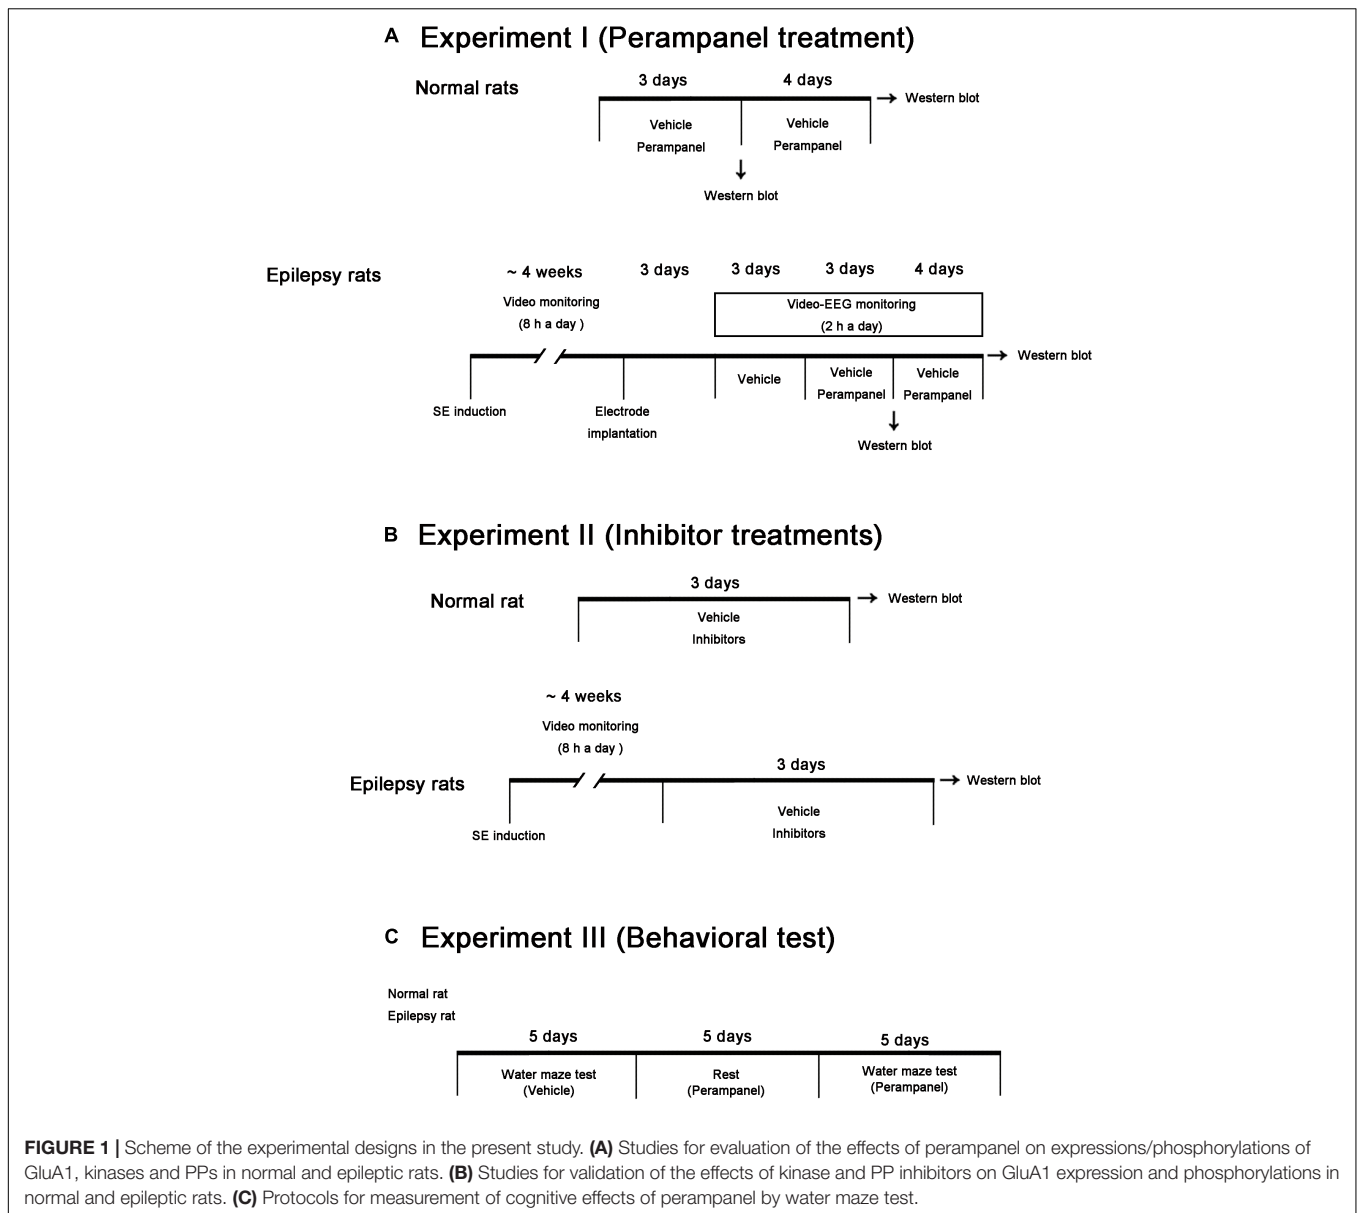 A Experiment I (Perampanel treatment)
Normal rats
3 days 4 days
Western blot
Vehicle Vehicle
Perampanel Perampanel
Western blot
Epilepsy rats
~ 4 weeks 3 days 3 days 3 days 4 days
Video monitoring
(8 h a day )
Video-EEG monitoring
(2 h a day)
Western blot
Vehicle Vehicle Vehicle
Perampanel Perampanel
SE induction Electrode
implantation
Western blot
B Experiment II (Inhibitor treatments)
Normal rat
3 days
Western blot
Vehicle
Inhibitors
~ 4 weeks
Video monitoring
(8 h a day )
Epilepsy rats
3 days
Western blot
Vehicle
Inhibitors
SE induction
C Experiment III (Behavioral test)
Normal rat
Epilepsy rat
5 days 5 days 5 days
Water maze test Rest Water maze test
(Vehicle) (Perampanel) (Perampanel)
FIGURE 1 | Scheme of the experimental designs in the present study. (A) Studies for evaluation of the effects of perampanel on expressions/phosphorylations of
GluA1, kinases and PPs in normal and epileptic rats. (B) Studies for validation of the effects of kinase and PP inhibitors on GluA1 expression and phosphorylations in
normal and epileptic rats. (C) Protocols for measurement of cognitive effects of perampanel by water maze test.